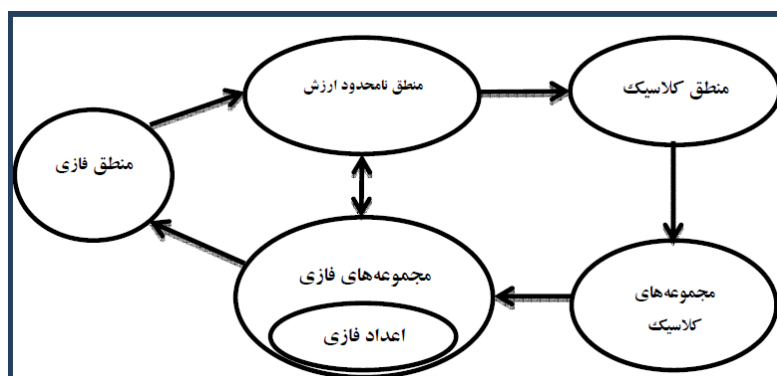 منطق کلاسیک
منطق نامحدود ارزش
منطق فازی
مجموعه‌های فازی
اعداد فازی
مجموعه‌های
کلاسیک